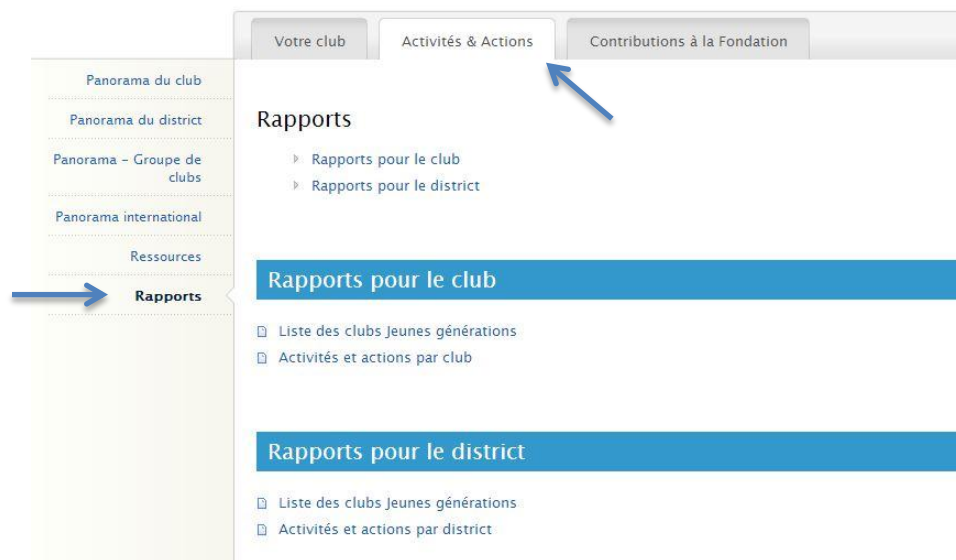 Votre club
Activités & Actions
Contributions à la Fondation
Panorama du club
Panorama du district
Panorama – Groupe de
clubs
Panorama international
Ressources
Rapports
Rapports
Rapports pour le club
Rapports pour le district
Rapports pour le club
Liste des clubs Jeunes générations
Activités et actions par club
Rapports pour le district
Liste des clubs Jeunes générations
Activités et actions par district